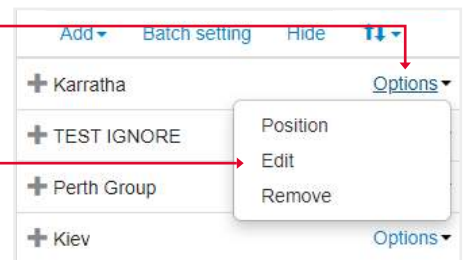 Add Batch setting Hide
Karratha Options
TEST IGNORE
Position
Edit
Perth Group
Remove
Kiev Options